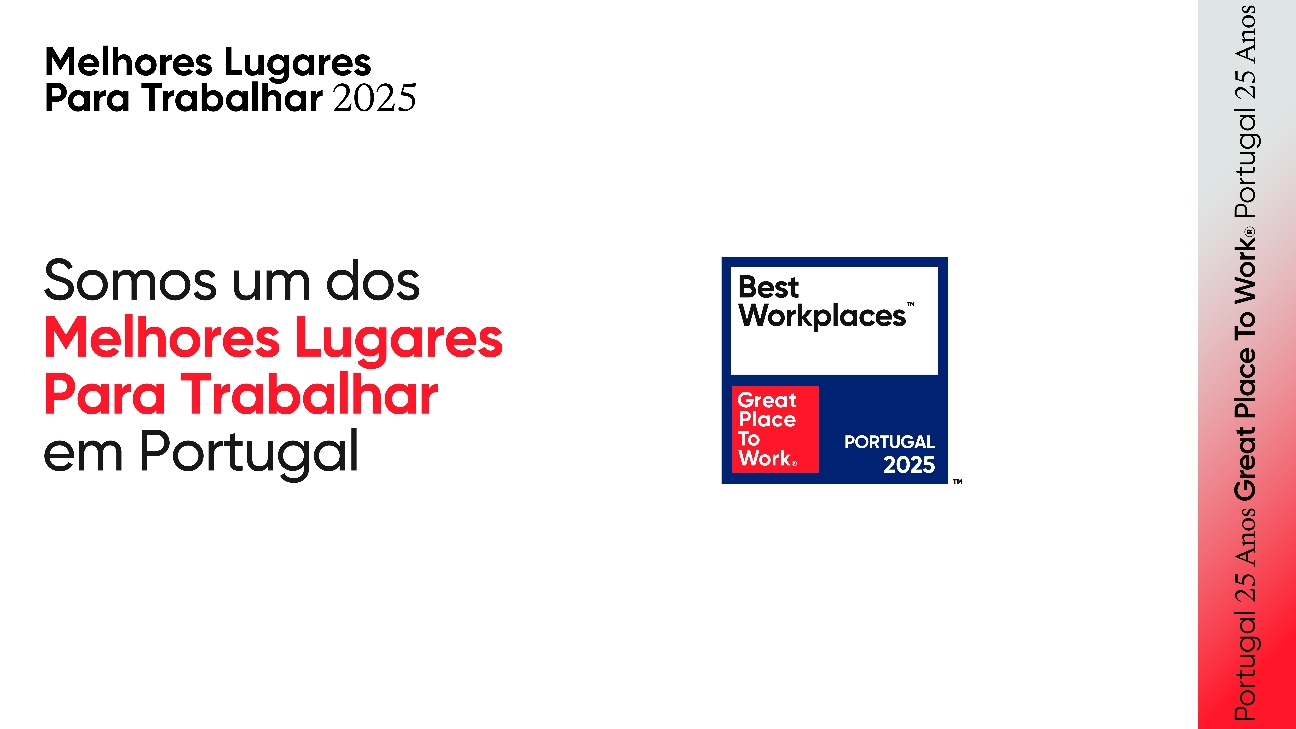 Melhores Lugares
Para Trabalhar 2025
Somos um dos
Melhores Lugares
Para Trabalhar
em Portugal
Best
Workplaces™
Great
Place
To
Work®
PORTUGAL
2025
™
Portugal 25 Anos Great Place To Work® Portugal 25 Anos